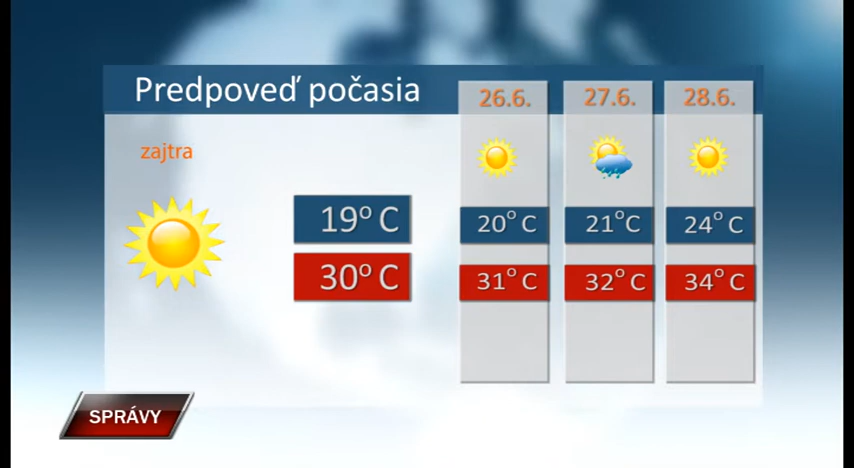 Predpoveď počasia
zajtra
19° C
30° C
26.6.
27.6.
28.6.
20° C
21°C
24° C
31° C
32° C
34° C
SPRÁVY